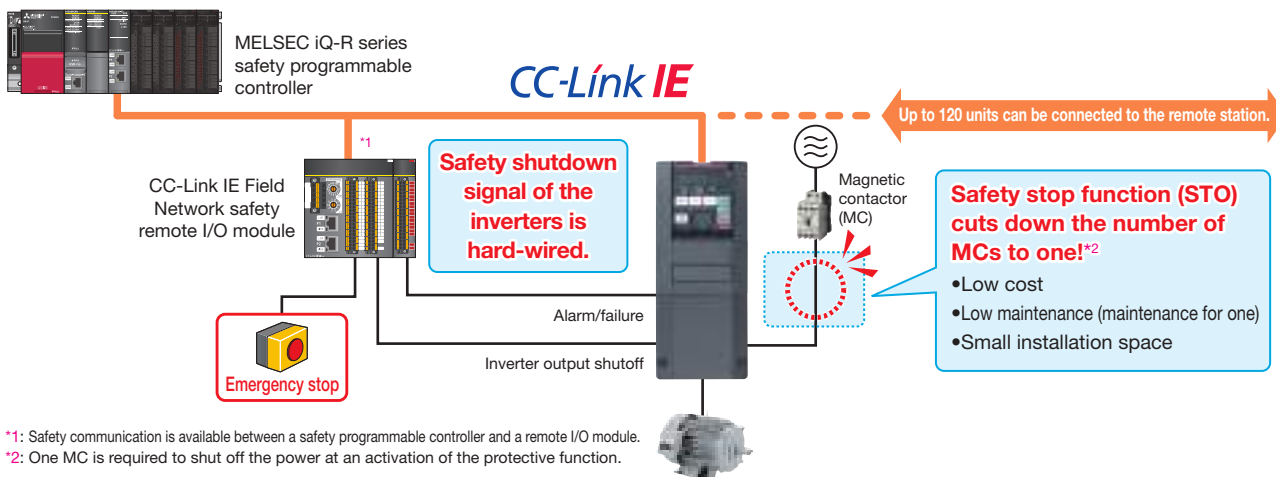 MELSEC iQ-R series
safety programmable
controller
CC-Link IE
Up to 120 units can be connected to the remote station.
*1
CC-Link IE Field
Network safety
remote I/O module
Safety shutdown
signal of the
inverters is
hard-wired.
Magnetic
contactor
(MC)
Safety stop function (STO)
cuts down the number of
MCs to one!*2
•Low cost
•Low maintenance (maintenance for one)
•Small installation space
Alarm/failure
Inverter output shutoff
Emergency stop
*1: Safety communication is available between a safety programmable controller and a remote I/O module.
*2: One MC is required to shut off the power at an activation of the protective function.